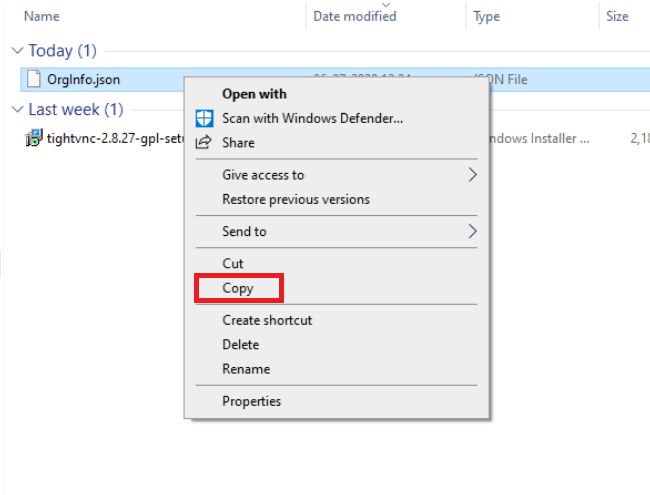 Name Date modified Type Size
Today (1)
OrgInfo.json JSON File
Open with
Last week (1)
Scan with Windows Defender...
tightvnc-2.8.27-gpl-setu ndows Installer ... 2,18
Share
Give access to
Restore previous versions
Send to
Cut
Copy
Create shortcut
Delete
Rename
Properties